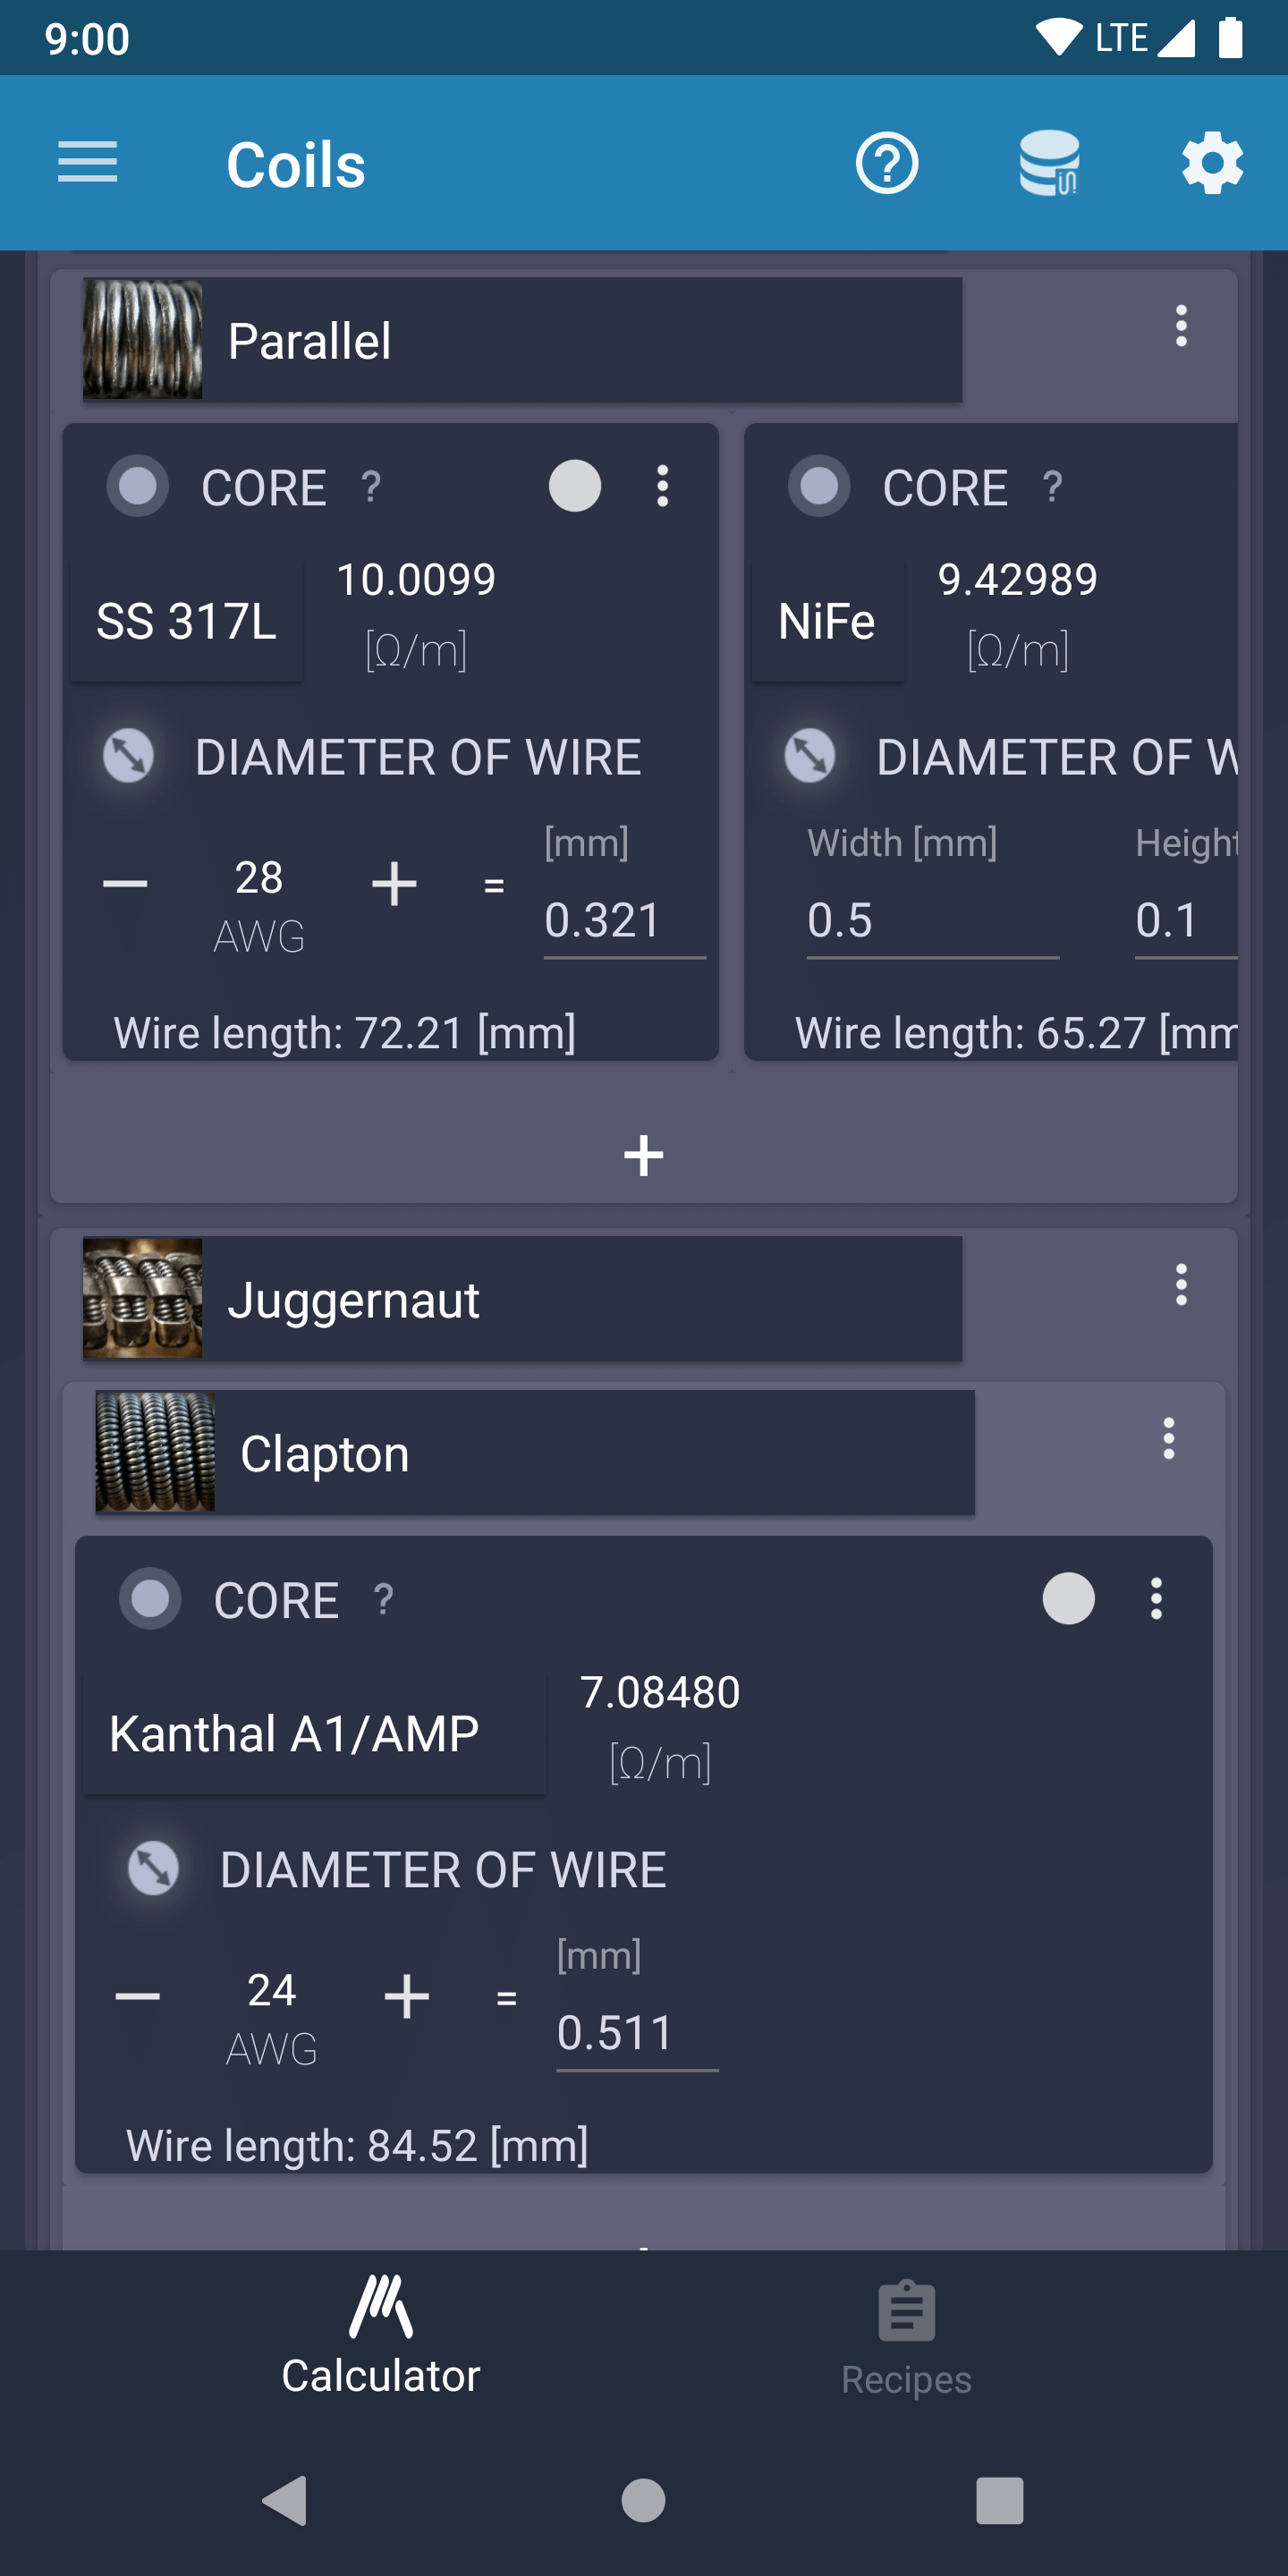 9:00
LTE
Coils
Parallel
CORE ?
10.0099
SS 317L
[Ω/m]
DIAMETER OF WIRE
[mm]
28
AWG
=
0.321
Wire length: 72.21 [mm]
CORE ?
9.42989
NiFe
[Ω/m]
DIAMETER OF W
Width [mm]
Height
0.5
0.1
Wire length: 65.27 [mm
+
Juggernaut
Clapton
CORE ?
7.08480
Kanthal A1/AMP
[Ω/m]
DIAMETER OF WIRE
[mm]
24
AWG
=
0.511
Wire length: 84.52 [mm]
Calculator
Recipes